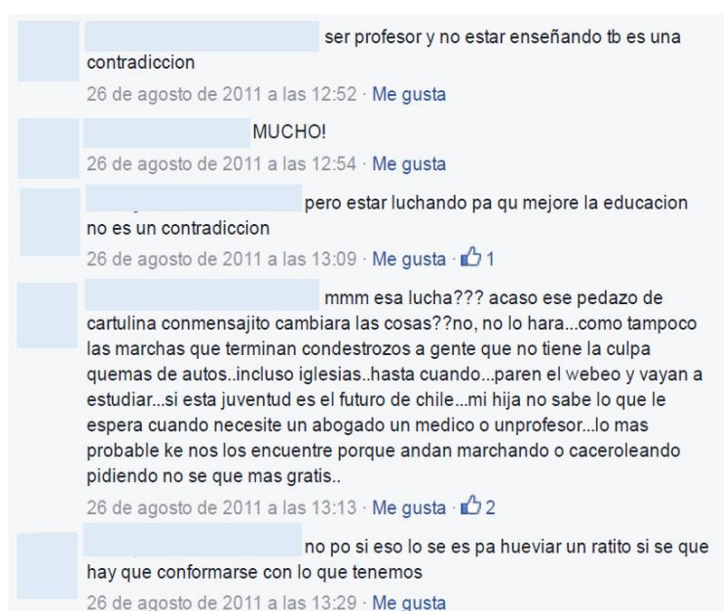 ser profesor y no estar enseñando tb es una
contradiccion
26 de agosto de 2011 a las 12:52 · Me gusta
MUCHO!
26 de agosto de 2011 a las 12:54 · Me gusta
pero estar luchando pa qu mejore la educacion
no es un contradiccion
26 de agosto de 2011 a las 13:09 · Me gusta · 1
mmm esa lucha??? acaso ese pedazo de
cartulina conmensajito cambiara las cosas??no, no lo hara...como tampoco
las marchas que terminan condestrozos a gente que no tiene la culpa
quemas de autos..incluso iglesias..hasta cuando...paren el webeo y vayan a
estudiar...si esta juventud es el futuro de chile...mi hija no sabe lo que le
espera cuando necesite un abogado un medico o unprofesor...lo mas
probable ke nos los encuentre porque andan marchando o caceroleando
pidiendo no se que mas gratis..
26 de agosto de 2011 a las 13:13 · Me gusta · 2
no po si eso lo se es pa hueviar un ratito si se que
hay que conformarse con lo que tenemos
26 de agosto de 2011 a las 13:29 · Me gusta